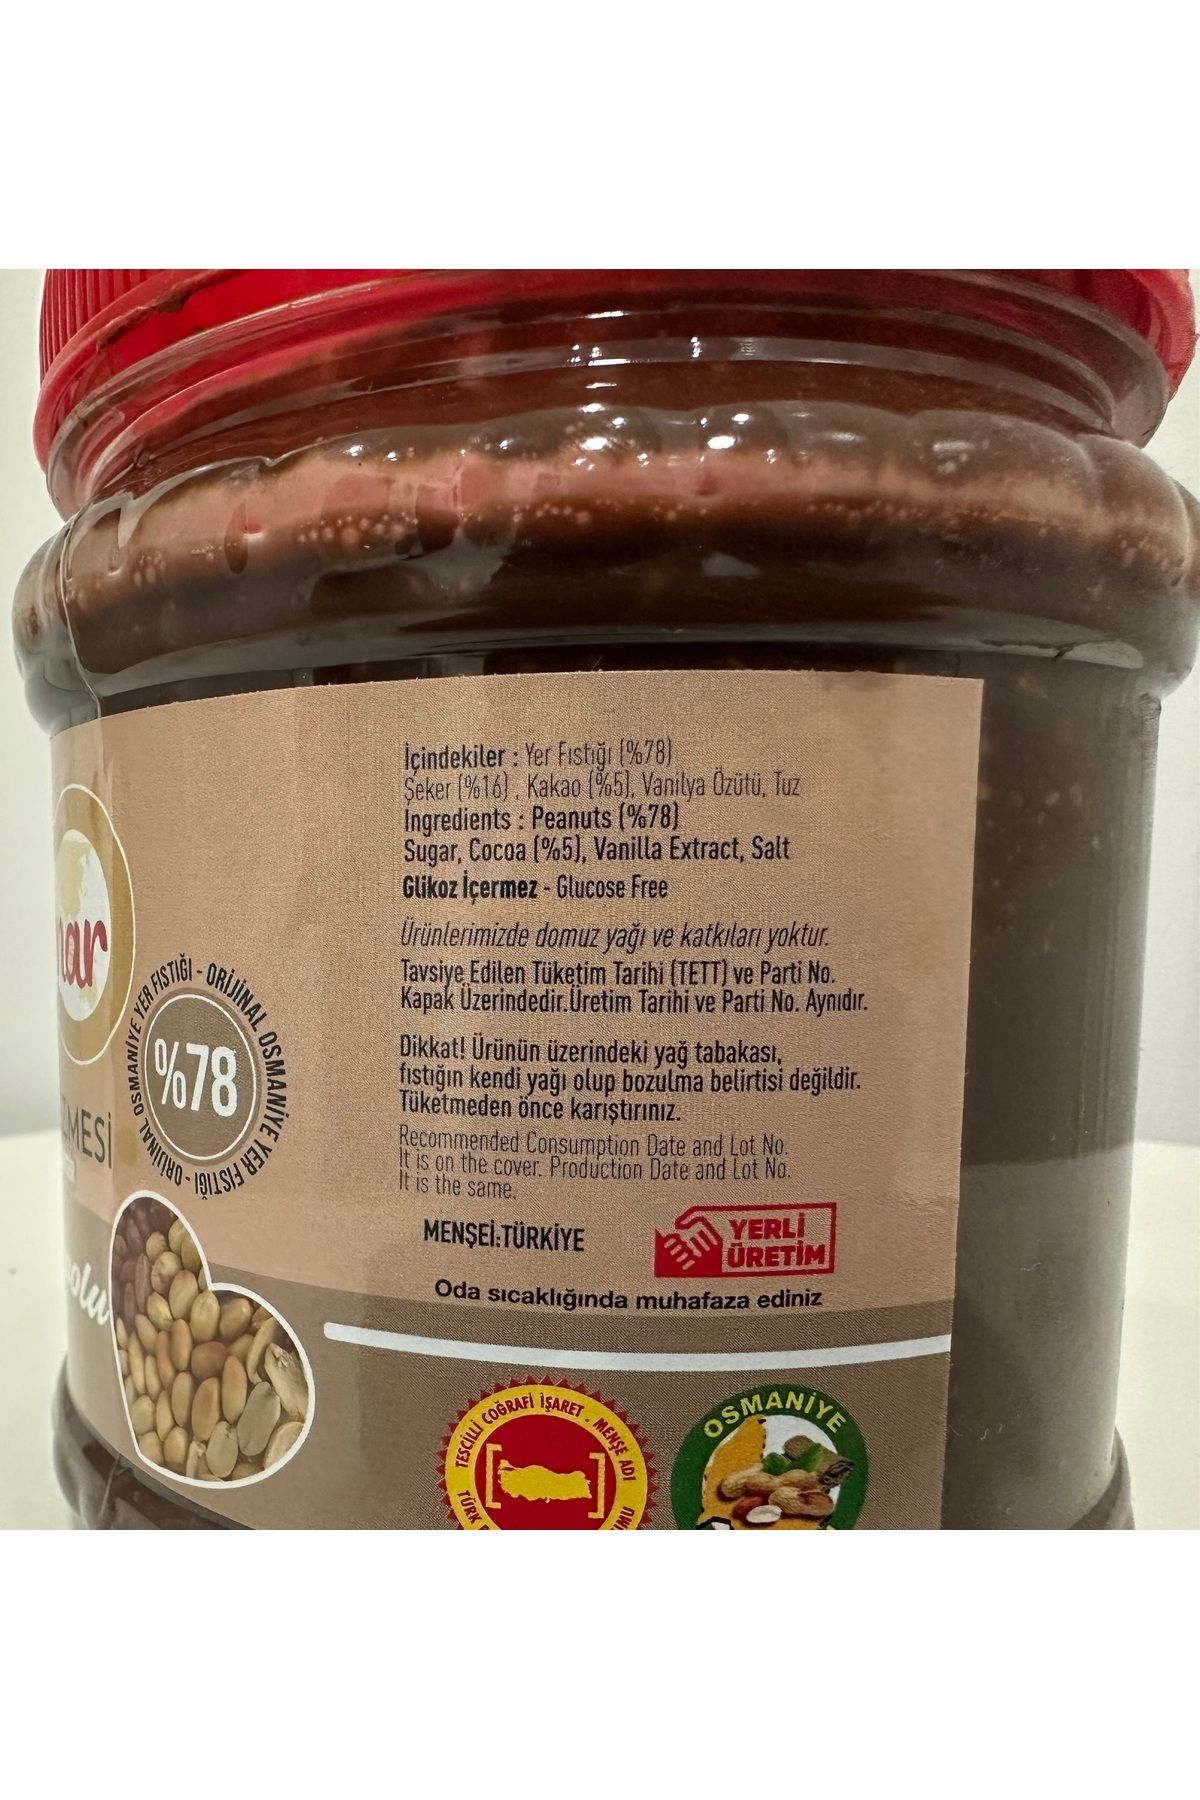 İçindekiler : Yer Fıstığı (%78)
Şeker (%16) , Kakao (%5), Vanilya Özütü, Tuz
Ingredients : Peanuts (%78)
Sugar, Cocoa (%5), Vanilla Extract, Salt
Glikoz İçermez - Glucose Free
Ürünlerimizde domuz yağı ve katkıları yoktur.
Tavsiye Edilen Tüketim Tarihi (TETT) ve Parti No.
Kapak Üzerindedir.Üretim Tarihi ve Parti No. Aynıdır.
Dikkat! Ürünün üzerindeki yağ tabakası,
fıstığın kendi yağı olup bozulma belirtisi değildir.
Tüketmeden önce karıştırınız.
Recommended Consumption Date and Lot No.
It is on the cover. Production Date and Lot No.
It is the same.
MENŞEİ:TÜRKİYE
YERLİ
ÜRETİM
Oda sıcaklığında muhafaza ediniz
ORİJİNAL OSMANİYE YER FISTIĞI - ORİJİNAL OSMANİYE YER FISTIĞI -
%78
TESCİLLİ COĞRAFİ İŞARET - MENŞE ADI
TÜRK
OSMANİYE